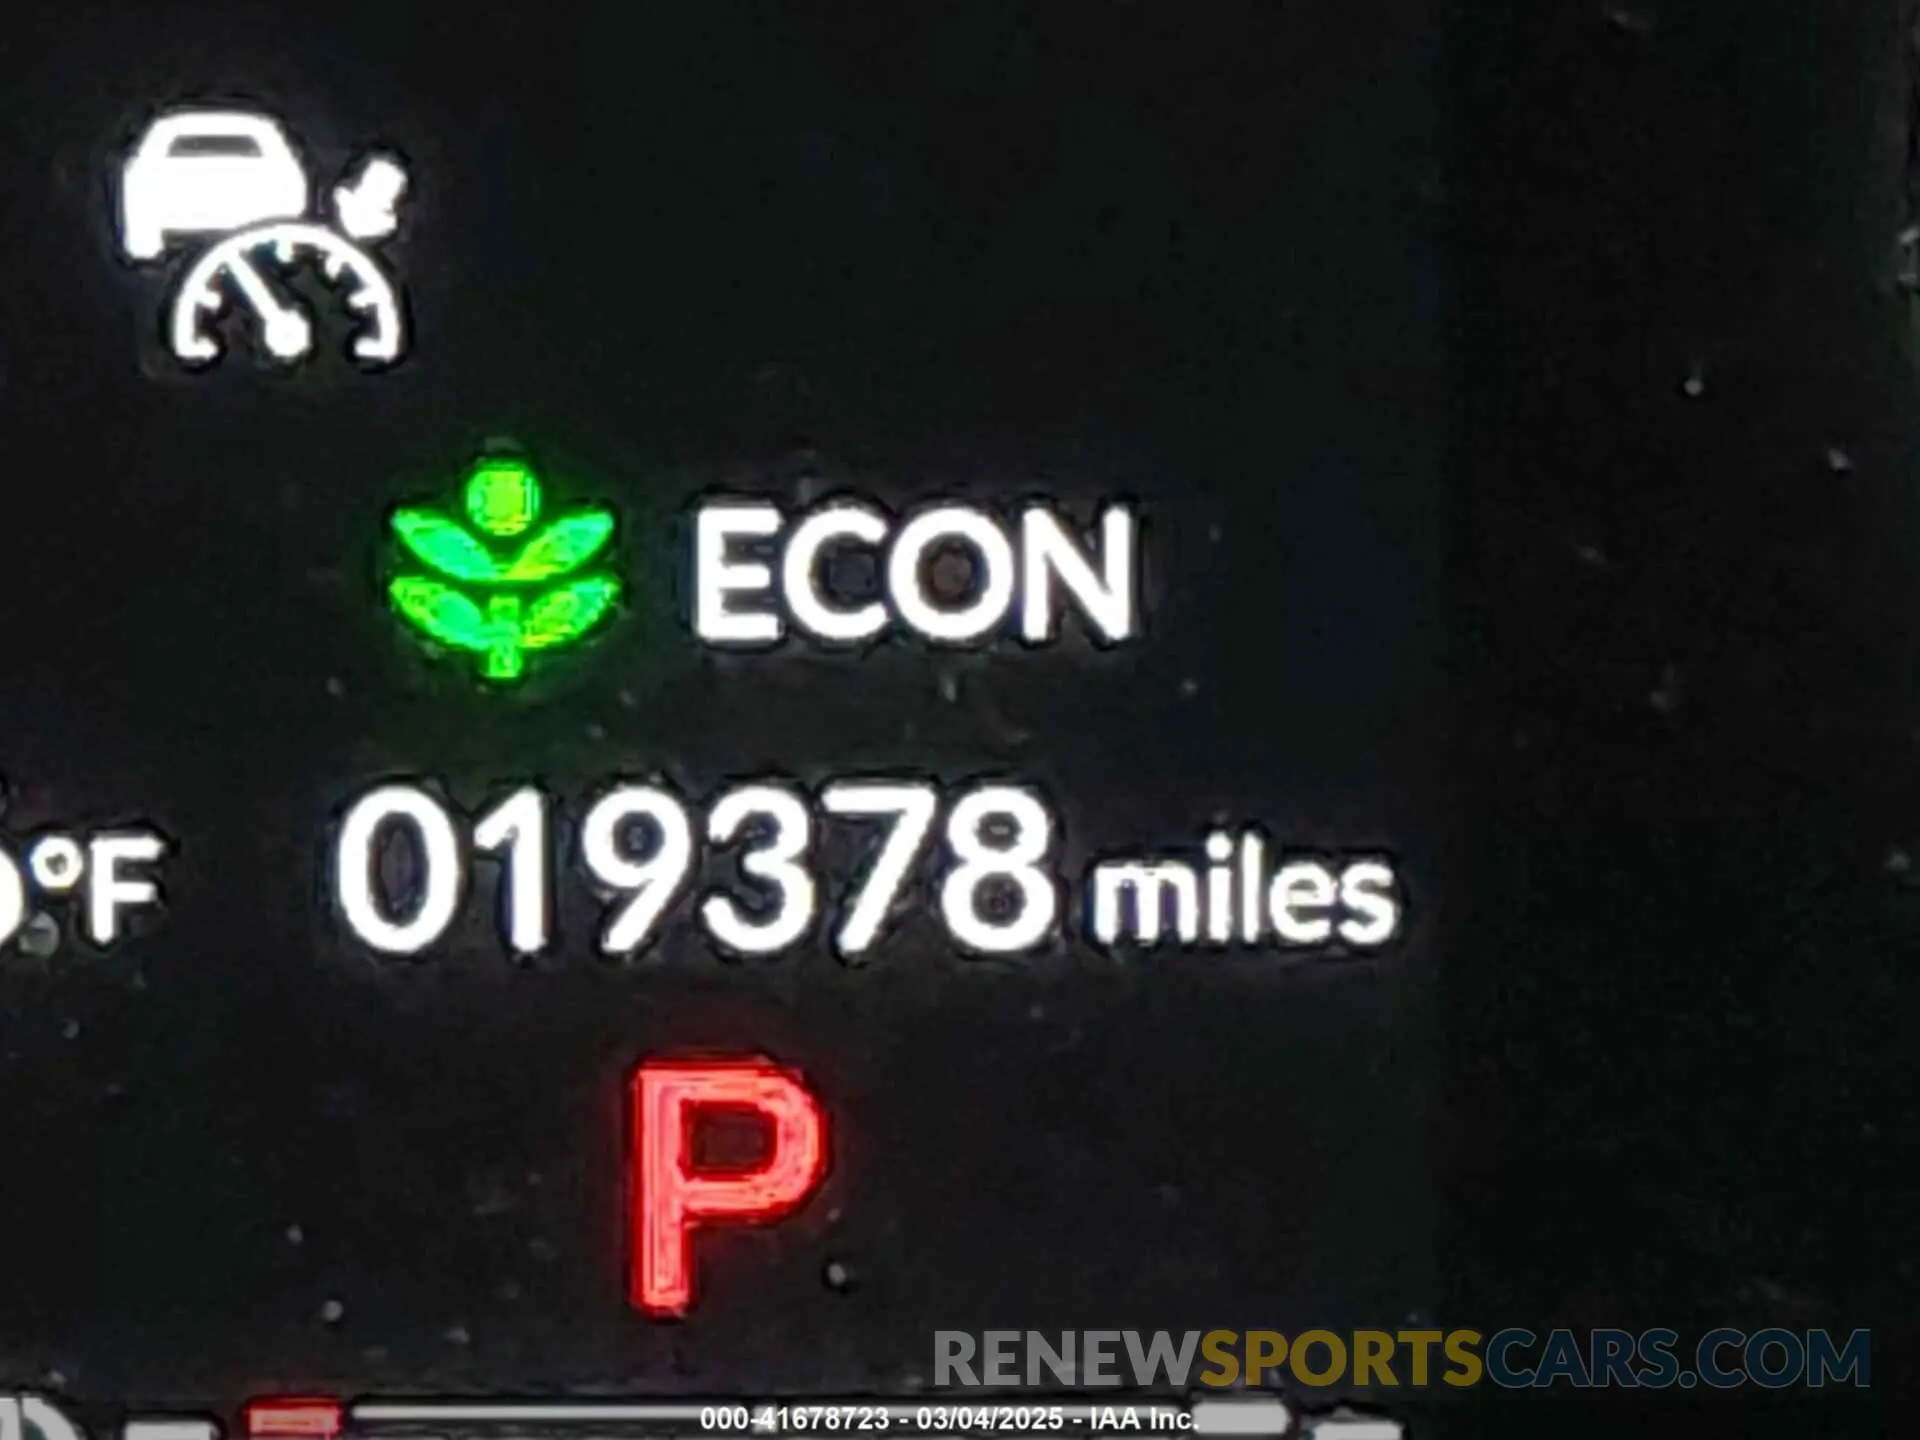 ECON
°F 019378 miles
P
RENEWSPORTSCARS.COM
000-41678723 - 03/04/2025 - IAA Inc.